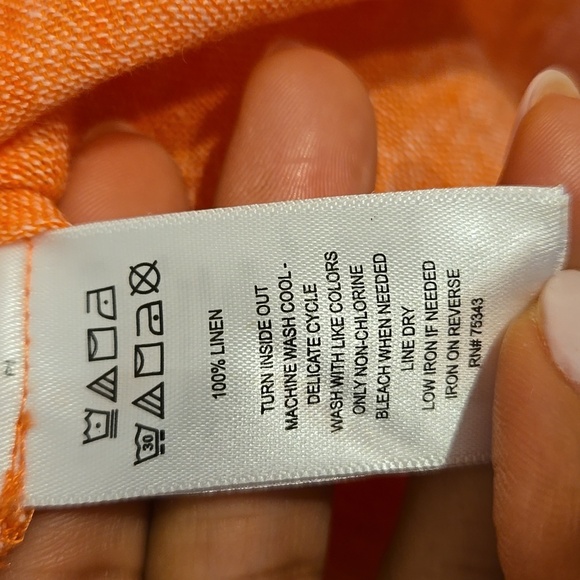 30
100% LINEN
TURN INSIDE OUT
MACHINE WASH COOL -
DELICATE CYCLE
WASH WITH LIKE COLORS
ONLY NON-CHLORINE
BLEACH WHEN NEEDED
LINE DRY
LOW IRON IF NEEDED
IRON ON REVERSE
RN# 75343